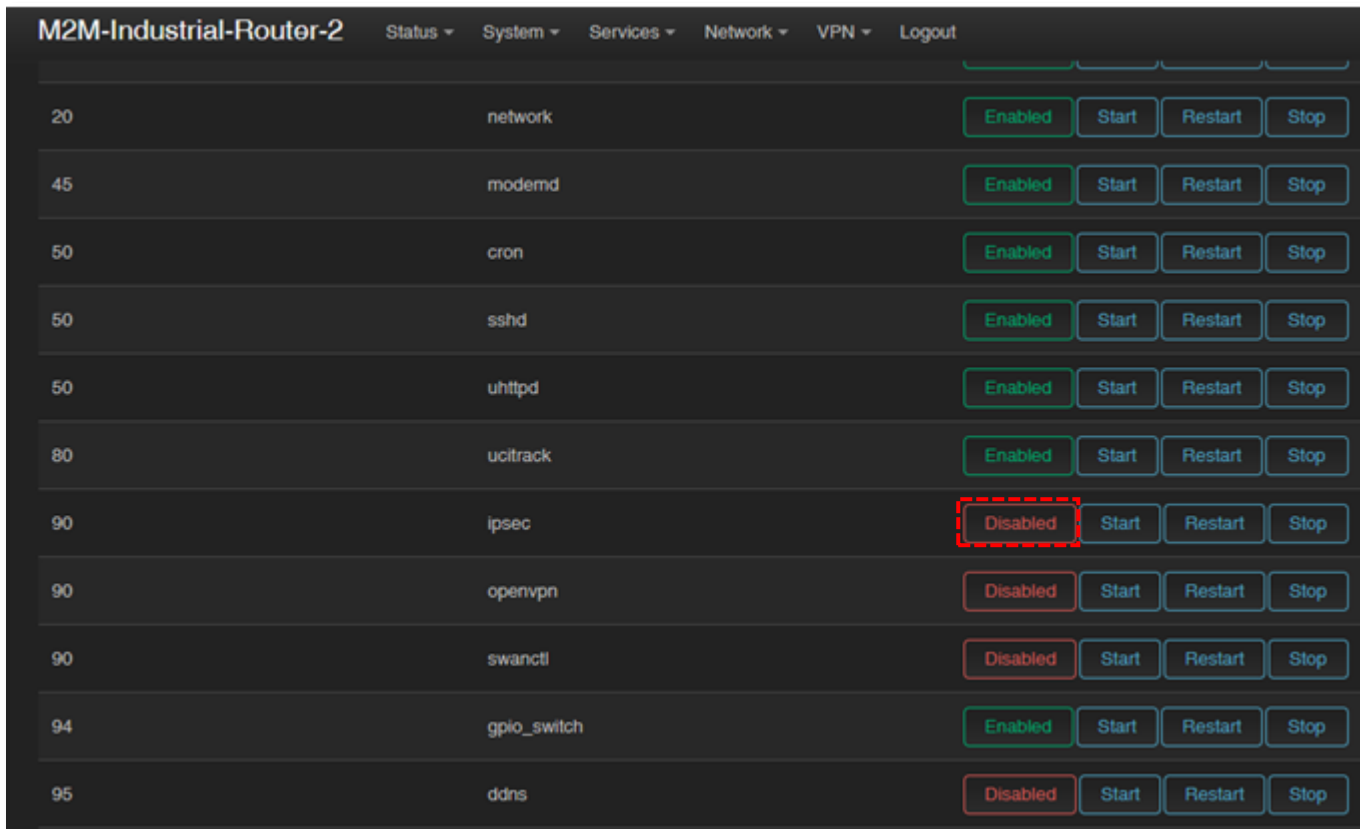 M2M-Industrial-Router-2 Status System Services Network VPN Logout
20 network Enabled Start Restart Stop
45 modemd Enabled Start Restart Stop
50 cron Enabled Start Restart Stop
50 sshd Enabled Start Restart Stop
50 uhttpd Enabled Start Restart Stop
80 ucitrack Enabled Start Restart Stop
90 ipsec Disabled Start Restart Stop
90 openvpn Disabled Start Restart Stop
90 swanctl Disabled Start Restart Stop
94 gpio_switch Enabled Start Restart Stop
95 ddns Disabled Start Restart Stop